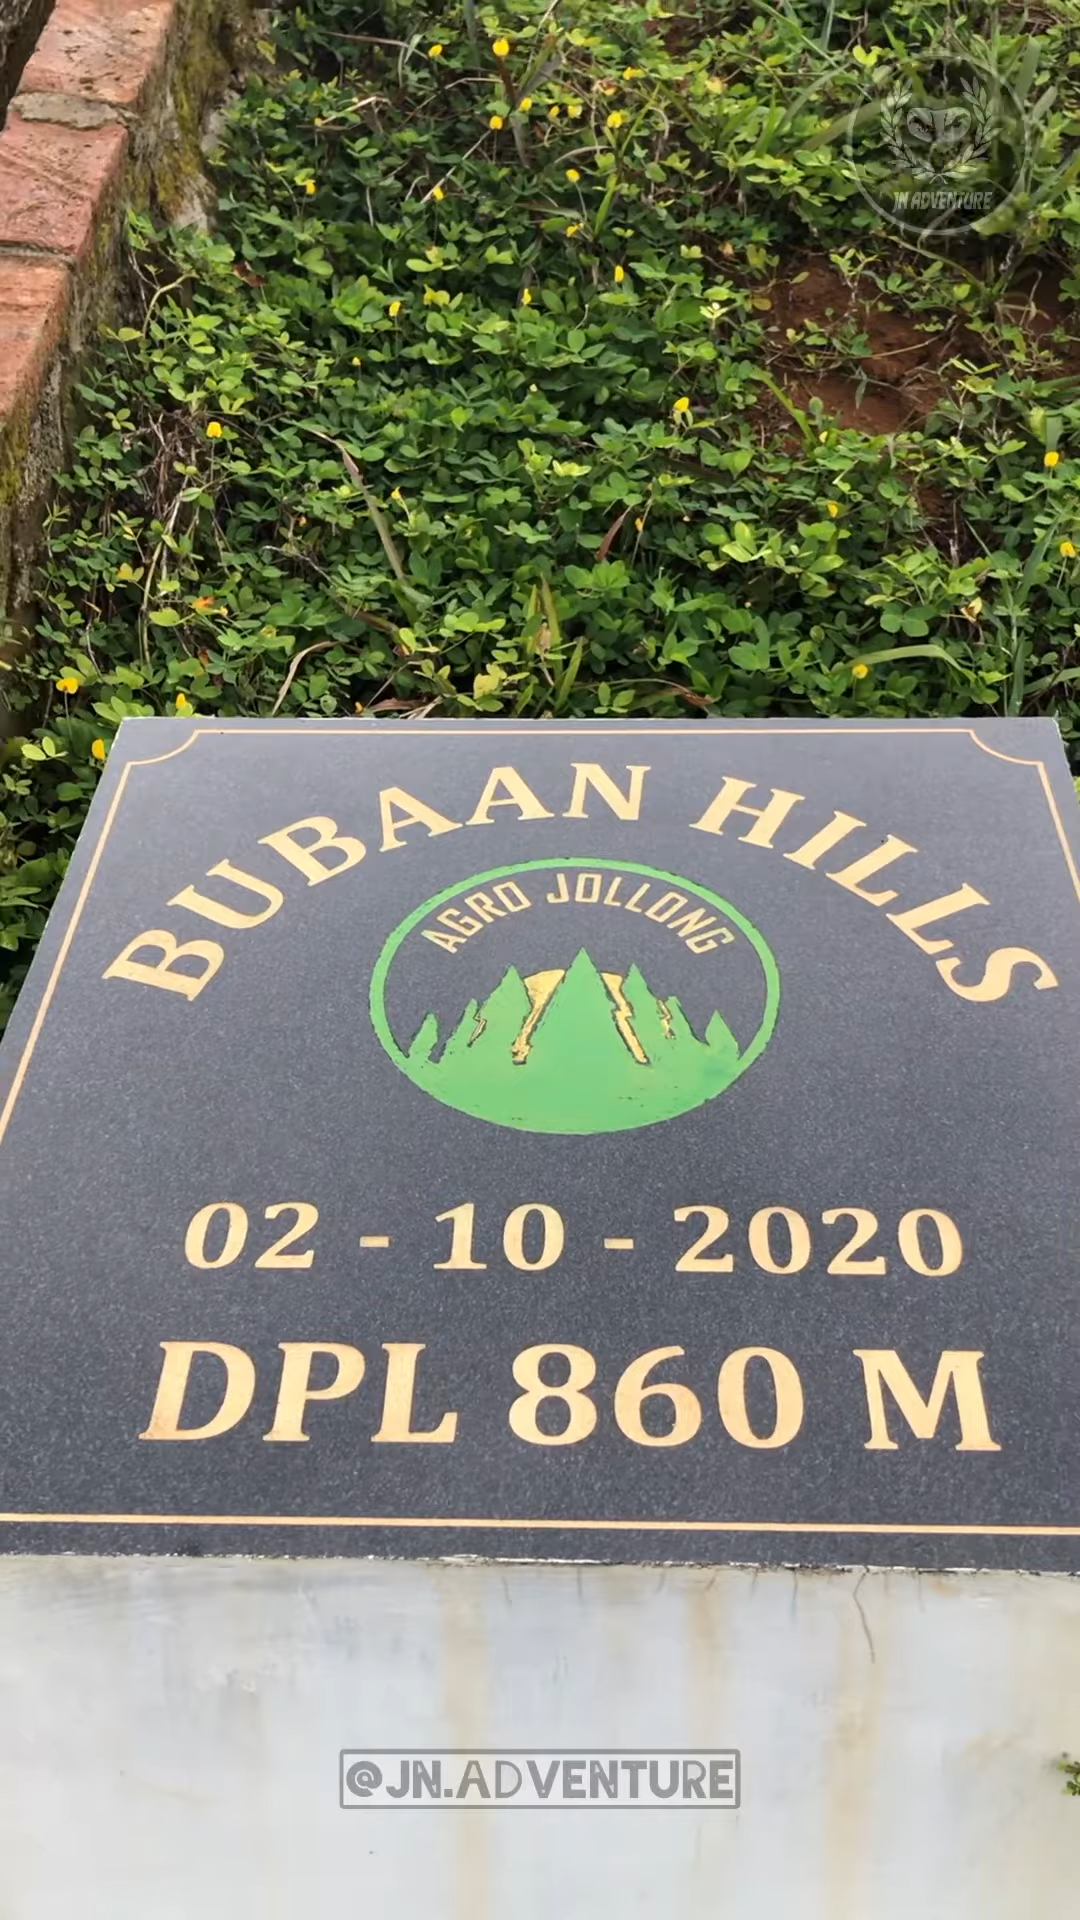 JN ADVENTURE
BUBAAN HILLS
AGRO JOLLONG
02 - 10 - 2020
DPL 860 M
@JN.ADVENTURE